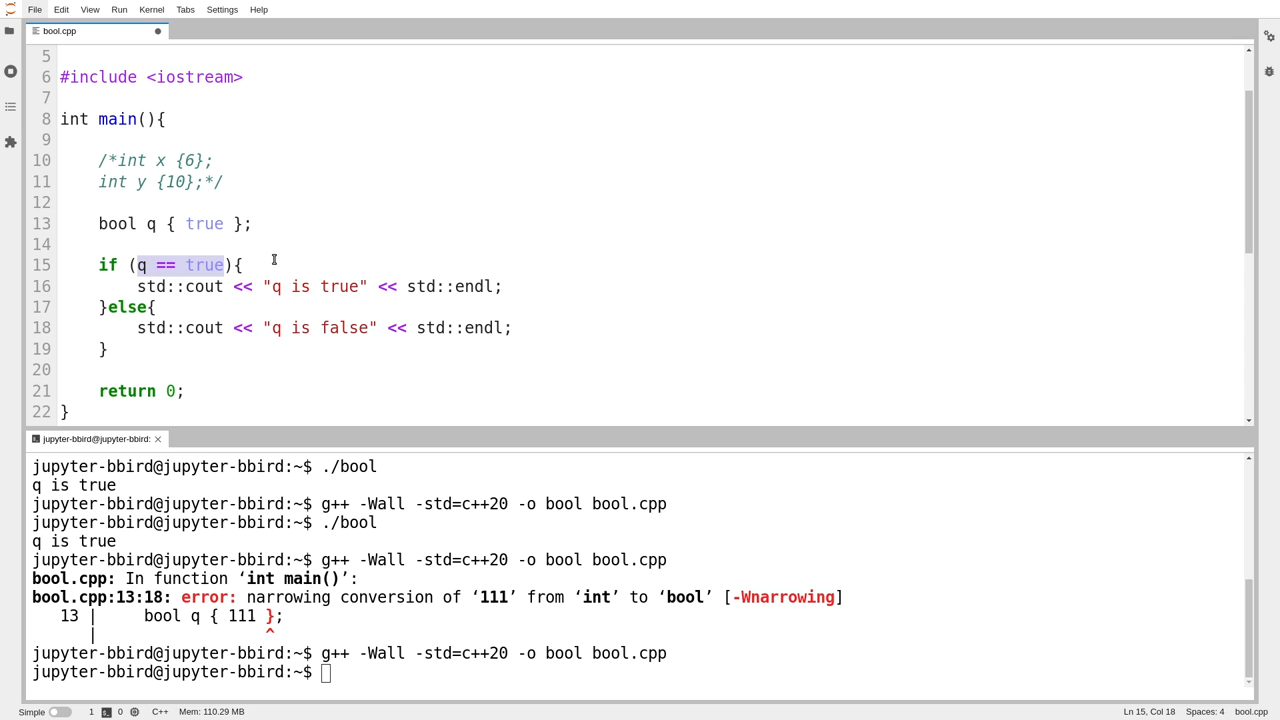 File Edit View Run Kernel Tabs Settings Help
bool.cpp
5
6 #include <iostream>
7
8 int main(){
9
10 /*int x {6};
11 int y {10};*/
12
13 bool q { true };
14
15 if (q == true){
16 std::cout << "q is true" << std::endl;
17 }else{
18 std::cout << "q is false" << std::endl;
19 }
20
21 return 0;
22 }
jupyter-bbird@jupyter-bbird:
jupyter-bbird@jupyter-bbird:~$ ./bool
q is true
jupyter-bbird@jupyter-bbird:~$ g++ -Wall -std=c++20 -o bool bool.cpp
jupyter-bbird@jupyter-bbird:~$ ./bool
q is true
jupyter-bbird@jupyter-bbird:~$ g++ -Wall -std=c++20 -o bool bool.cpp
bool.cpp: In function ‘int main()’:
bool.cpp:13:18: error: narrowing conversion of ‘111’ from ‘int’ to ‘bool’ [-Wnarrowing]
13 | bool q { 111 };
| ^
jupyter-bbird@jupyter-bbird:~$ g++ -Wall -std=c++20 -o bool bool.cpp
jupyter-bbird@jupyter-bbird:~$
Simple 1 0 C++ Mem: 110.29 MB Ln 15, Col 18 Spaces: 4 bool.cpp